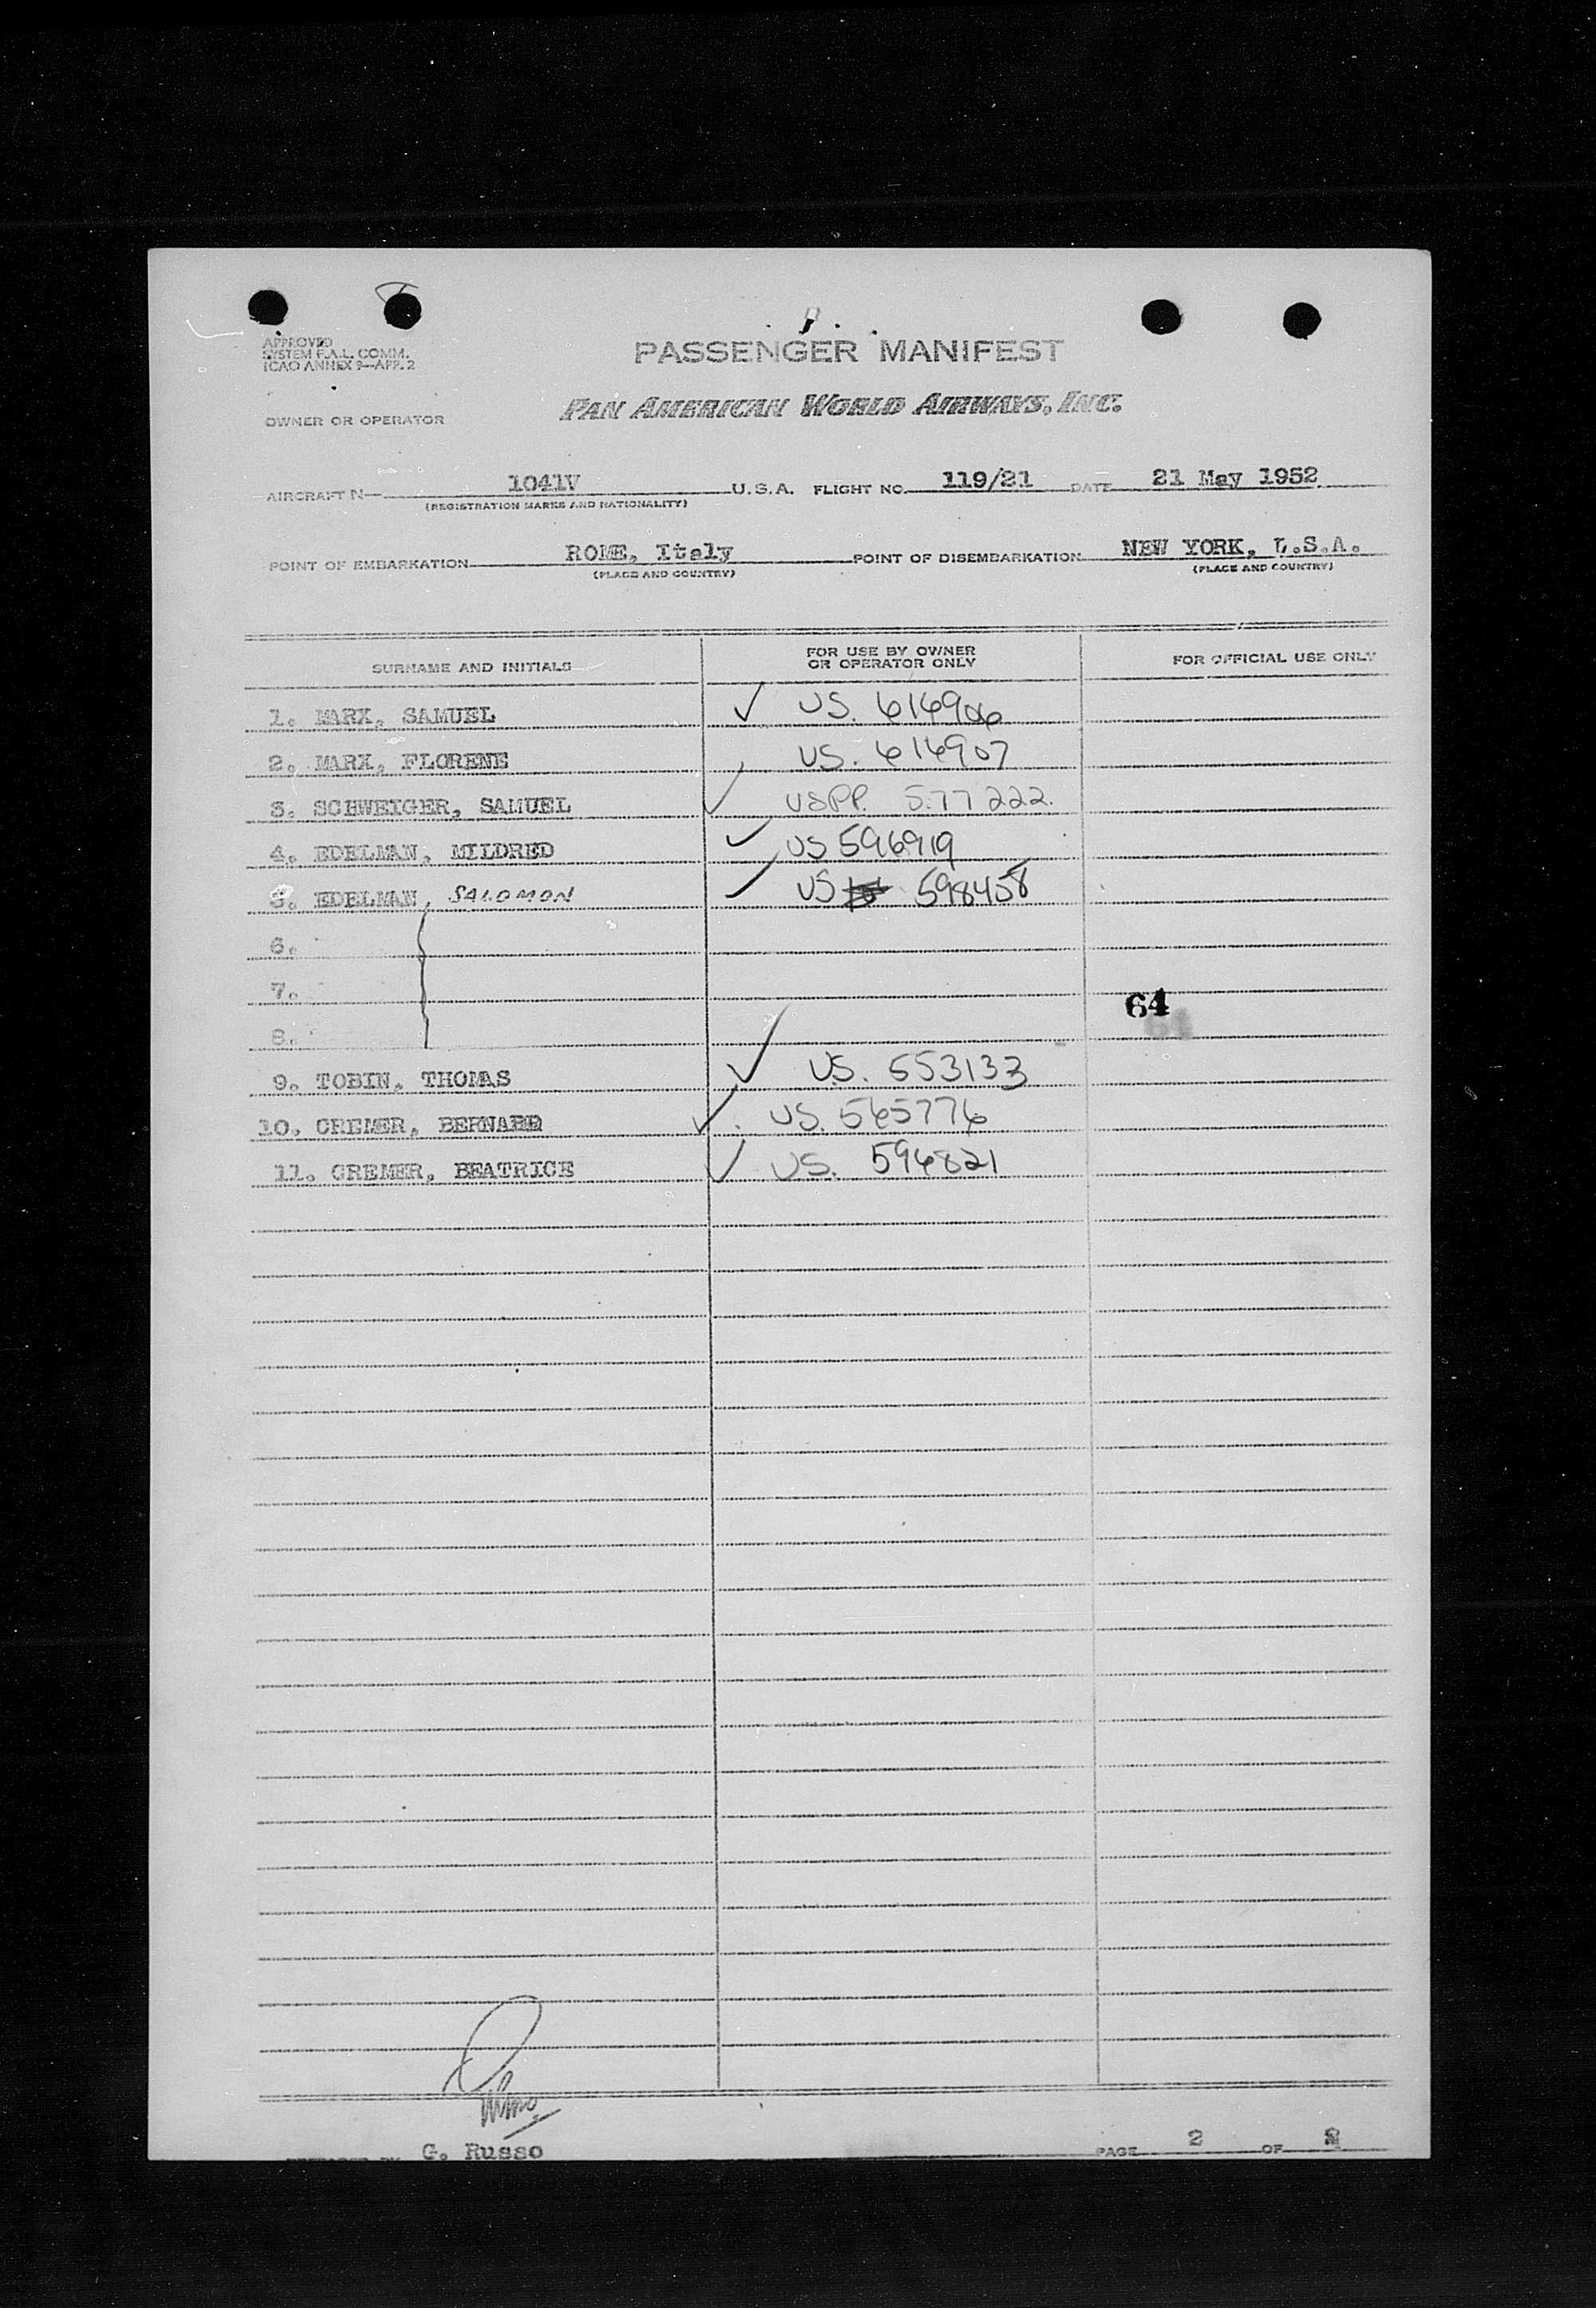 APPROVED
SYSTEM F.A.L. COMM.
ICAO ANNEX 9—APP. 2
PASSENGER MANIFEST
OWNER OR OPERATOR PAN AMERICAN WORLD AIRWAYS, INC.
AIRCRAFT N— 1041V U.S.A. FLIGHT NO. 119/21 DATE 21 May 1952
(REGISTRATION MARKS AND NATIONALITY)
POINT OF EMBARKATION ROME, Italy POINT OF DISEMBARKATION NEW YORK, U.S.A.
(PLACE AND COUNTRY) (PLACE AND COUNTRY)
SURNAME AND INITIALS FOR USE BY OWNER OR OPERATOR ONLY FOR OFFICIAL USE ONLY
1. MARX, SAMUEL ✓ US. 616906
2. MARX, FLORENE US. 616907
3. SCHWEIGER, SAMUEL ✓ USPP. 577222.
4. EDELMAN, MILDRED ✓ US 596919
5. EDELMAN, SALOMON ✓ US 598458
6.
7.
64
8.
9. TOBIN, THOMAS ✓ U.S. 553133
10. CREMER, BERNARD ✓ US. 565776
11. CREMER, BEATRICE ✓ US. 596821
G. Russo
PAGE 2 OF 2